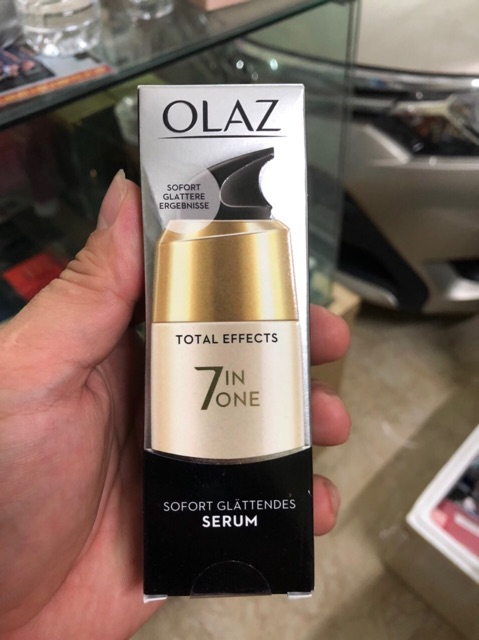 OLAZ
SOFORT
GLATTERE
ERGEBNISSE
TOTAL EFFECTS
7 IN
ONE
SOFORT GLÄTTENDES
SERUM